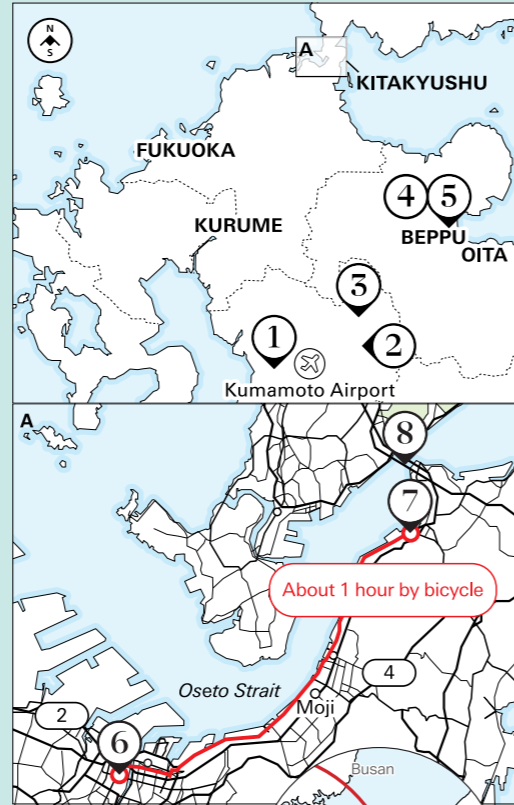 N
S
A
KITAKYUSHU
FUKUOKA
4 5
KURUME
BEPPU
OITA
3
1
2
Kumamoto Airport
A
8
7
About 1 hour by bicycle
Oseto Strait
4
Moji
2
6
Busan